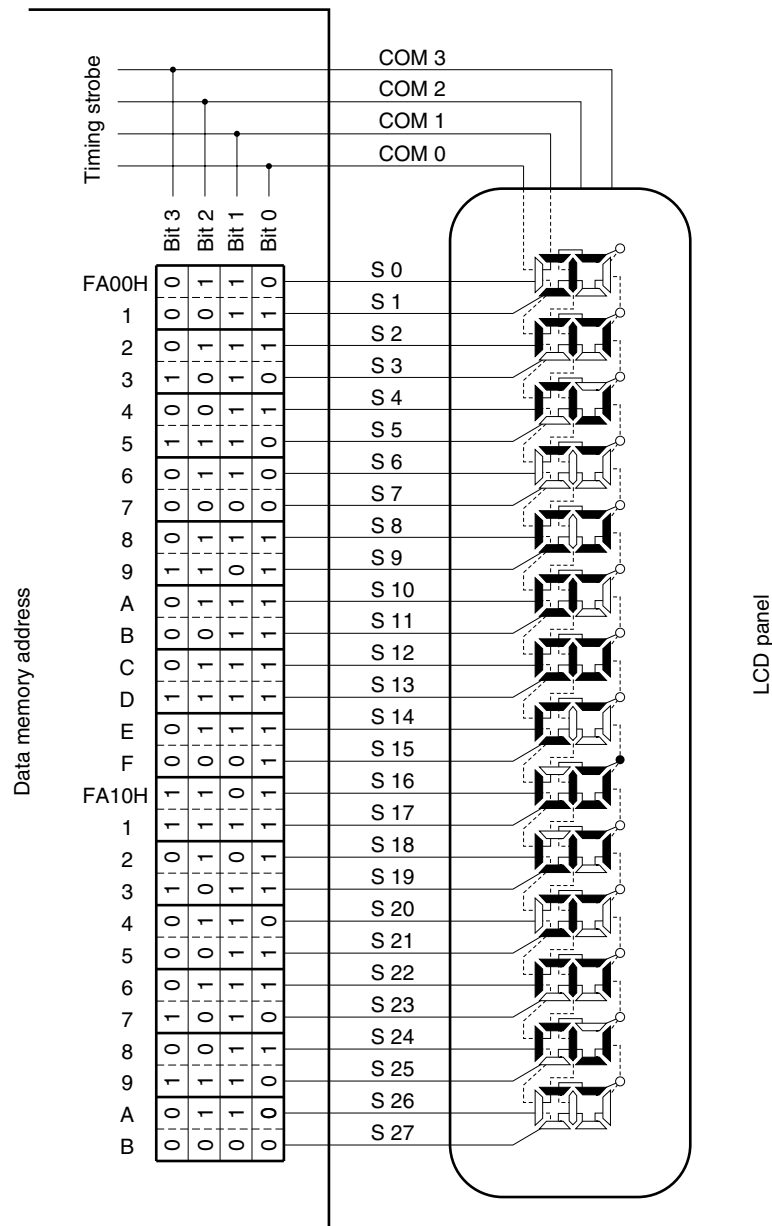 Timing strobe
COM 3
COM 2
COM 1
COM 0
Bit 3 Bit 2 Bit 1 Bit 0
FA00H 0 1 1 0 S 0
1 0 0 1 1 S 1
2 0 1 1 1 S 2
3 1 0 1 0 S 3
4 0 0 1 1 S 4
5 1 1 1 0 S 5
6 0 1 1 0 S 6
7 0 0 0 0 S 7
8 0 1 1 1 S 8
9 1 1 0 1 S 9
A 0 1 1 1 S 10
B 0 0 1 1 S 11
C 0 1 1 1 S 12
D 1 1 1 1 S 13
E 0 1 1 1 S 14
F 0 0 0 1 S 15
FA10H 1 1 0 1 S 16
1 1 1 1 1 S 17
2 0 1 0 1 S 18
3 1 0 1 1 S 19
4 0 1 1 0 S 20
5 0 0 1 1 S 21
6 0 1 1 1 S 22
7 1 0 1 0 S 23
8 0 0 1 1 S 24
9 1 1 1 0 S 25
A 0 1 1 0 S 26
B 0 0 0 0 S 27
Data memory address
LCD panel